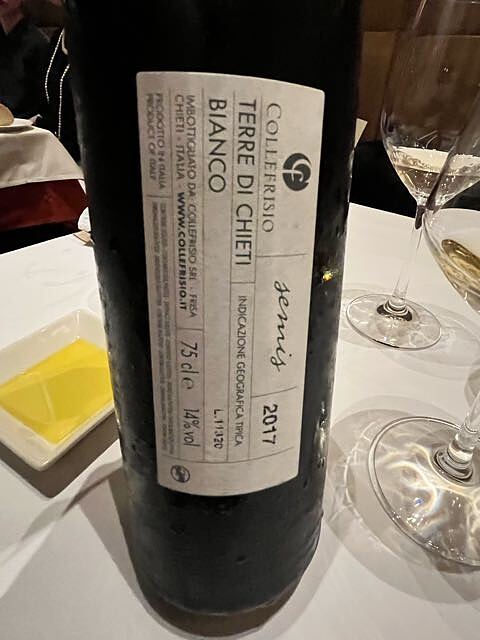 COLLEFRISIO
semis
2017
TERRE DI CHIETI
INDICAZIONE GEOGRAFICA TIPICA
BIANCO
L.11320
IMBOTTIGLIATO DA: COLLEFRISIO SRL - FRISA
CHIETI - ITALIA - WWW.COLLEFRISIO.IT
75 cl e 14% vol
PRODOTTO IN ITALIA
PRODUCT OF ITALY